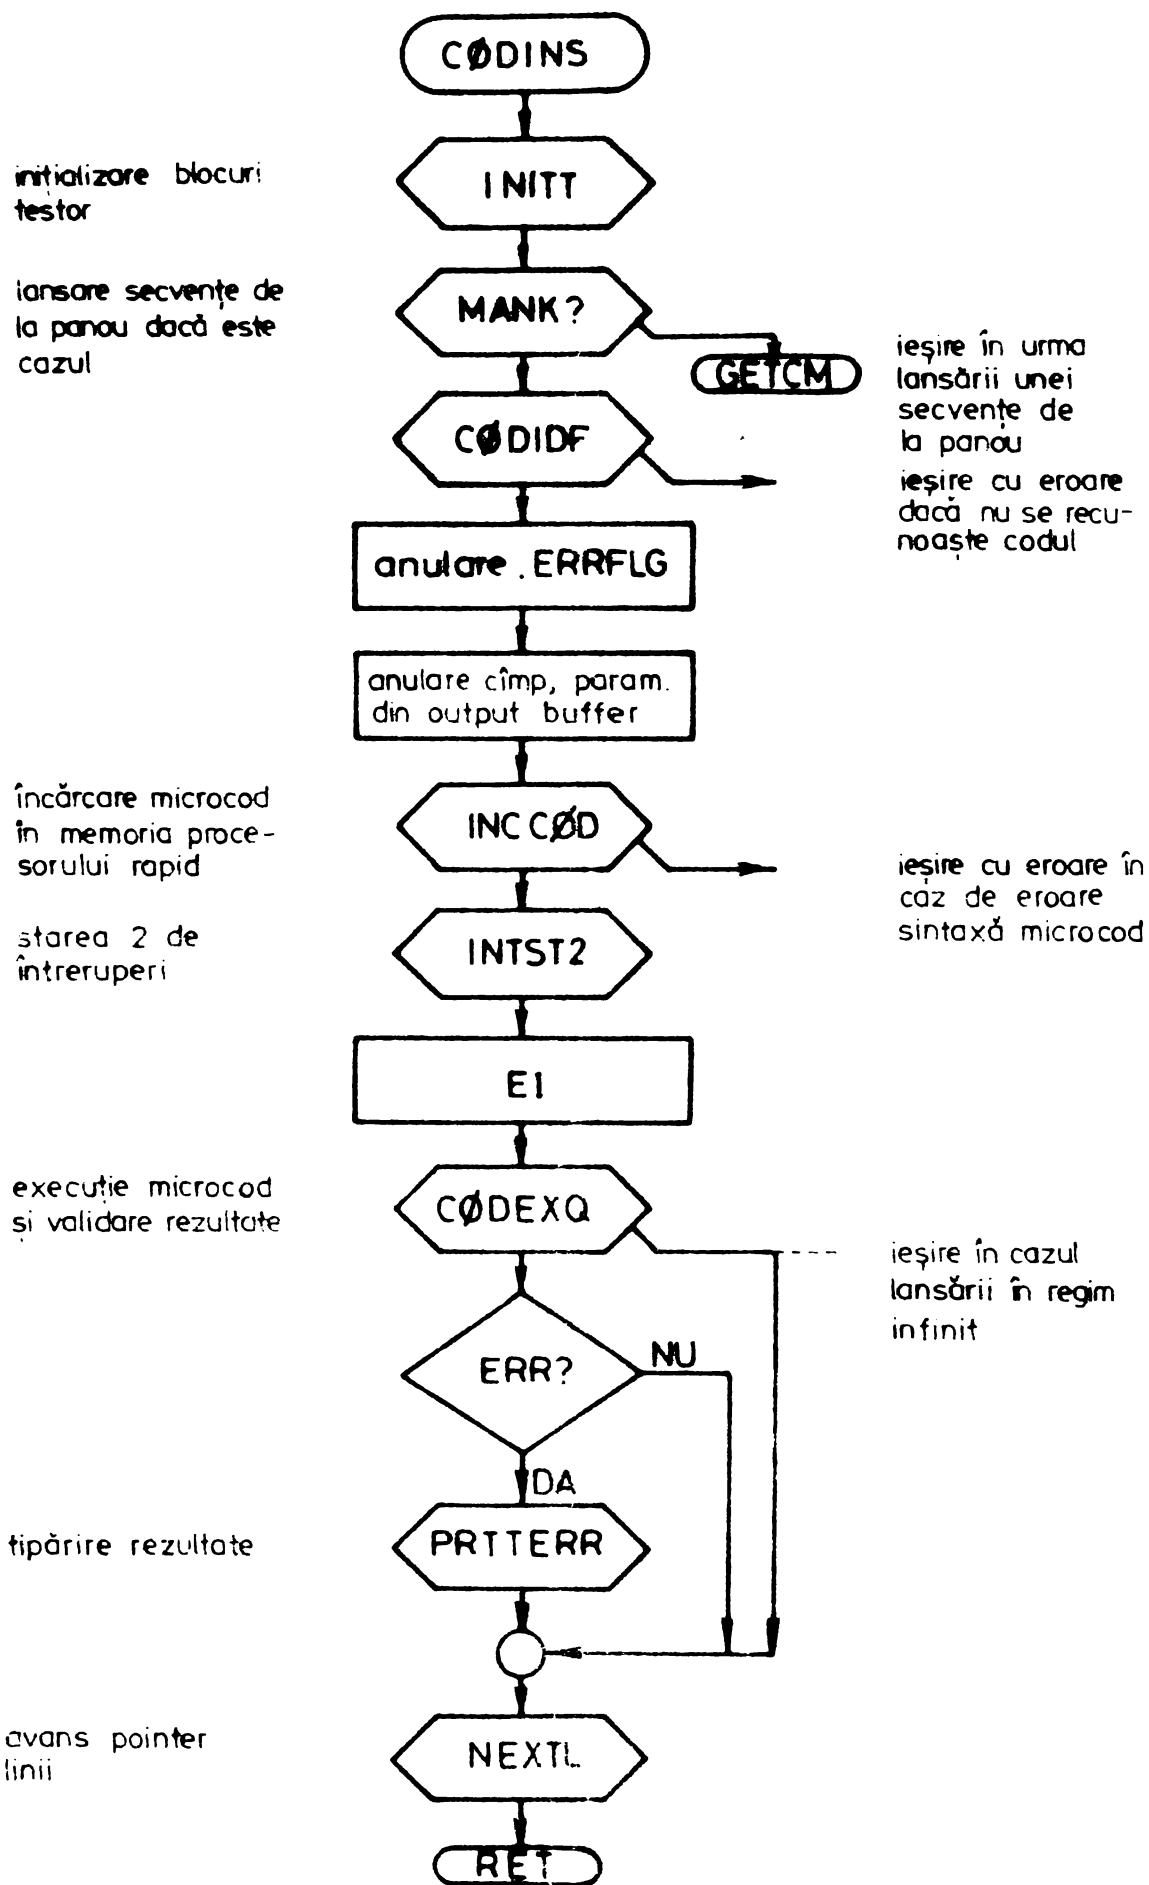 CØDINS
inițializare blocuri
testor
INITT
lansare secvențe de
la panou dacă este
cazul
MANK?
GETCM
ieșire în urma
lansării unei
secvențe de
la panou
CØDIDF
ieșire cu eroare
dacă nu se recu-
noaște codul
anulare . ERRFLG
anulare cîmp, param.
din output buffer
încărcare microcod
în memoria proce-
sorului rapid
INCCØD
ieșire cu eroare în
caz de eroare
sintaxă microcod
starea 2 de
întreruperi
INTST2
EI
execuție microcod
și validare rezultate
CØDEXQ
ieșire în cazul
lansării în regim
infinit
ERR?
NU
DA
tipărire rezultate
PRTTERR
avans pointer
linii
NEXTL
RET